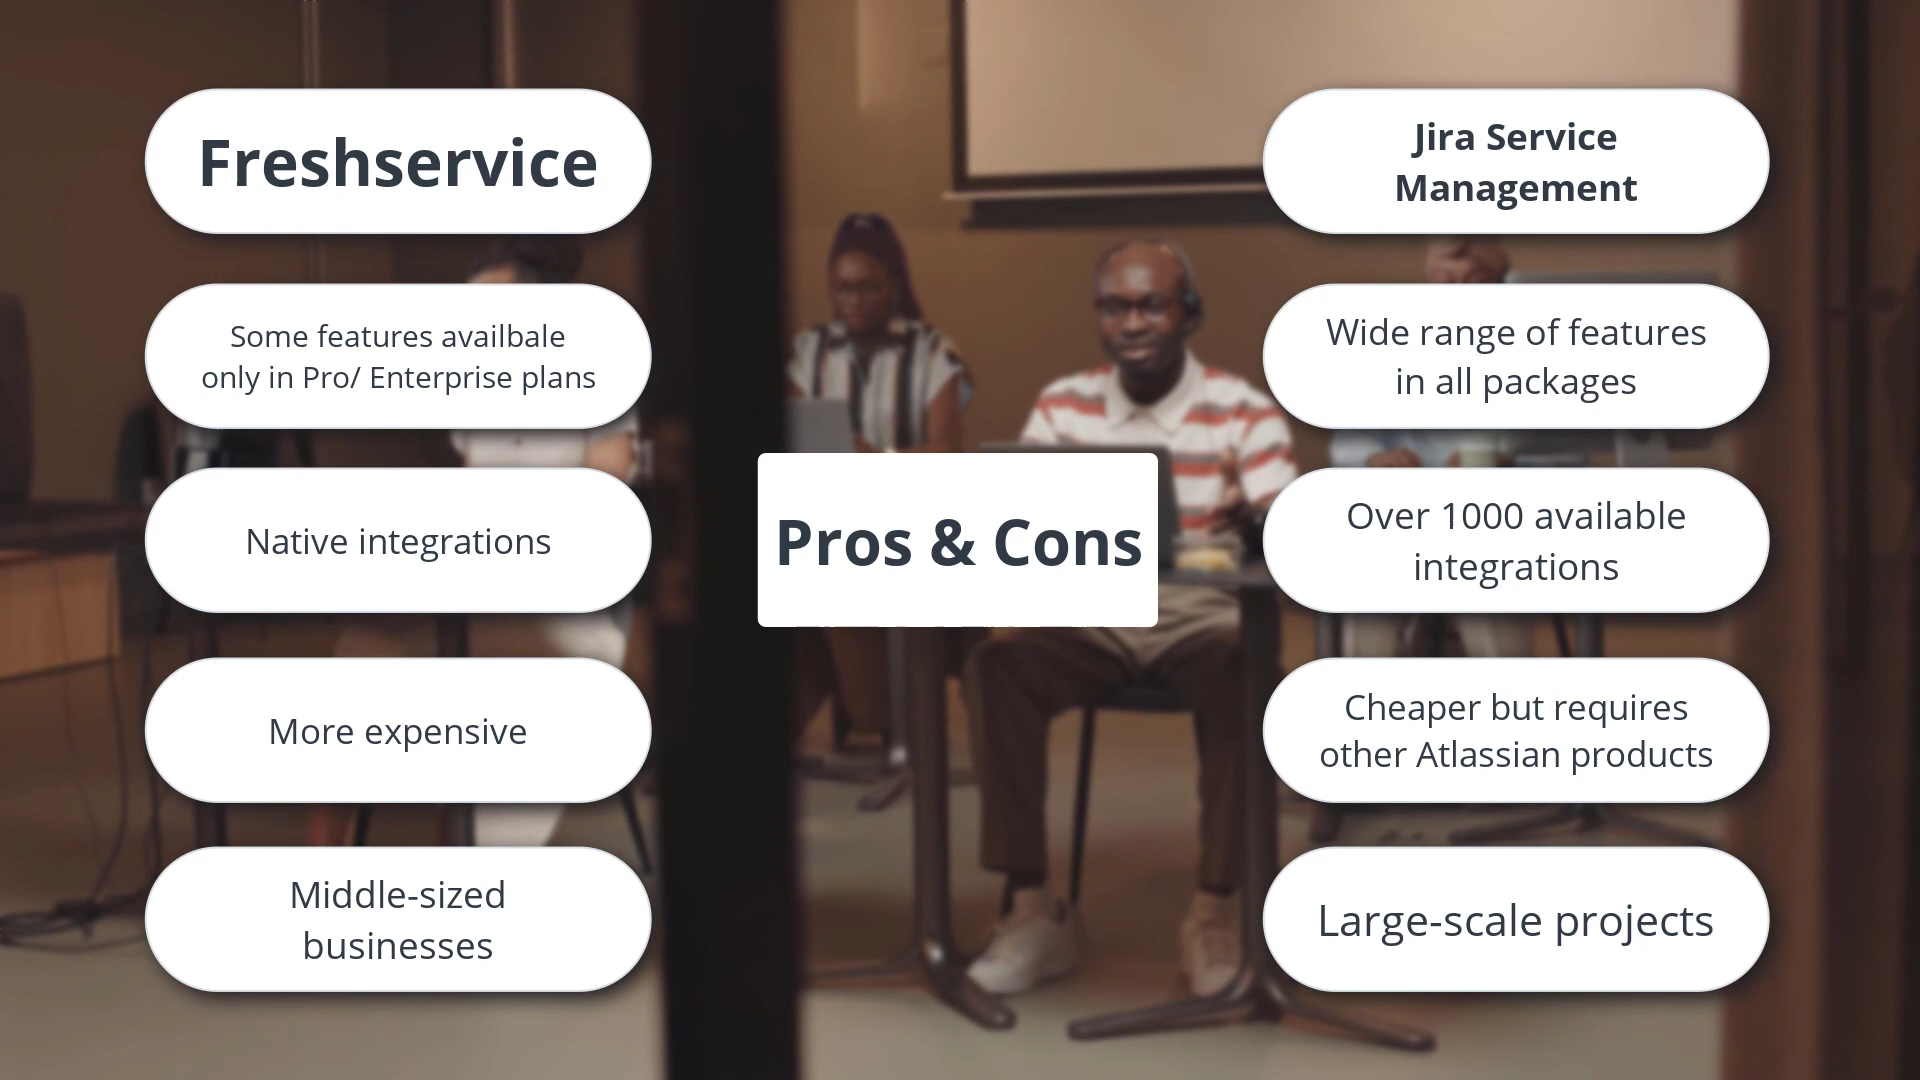 Freshservice
Some features availbale
only in Pro/ Enterprise plans
Native integrations
More expensive
Middle-sized
businesses
Pros & Cons
Jira Service
Management
Wide range of features
in all packages
Over 1000 available
integrations
Cheaper but requires
other Atlassian products
Large-scale projects